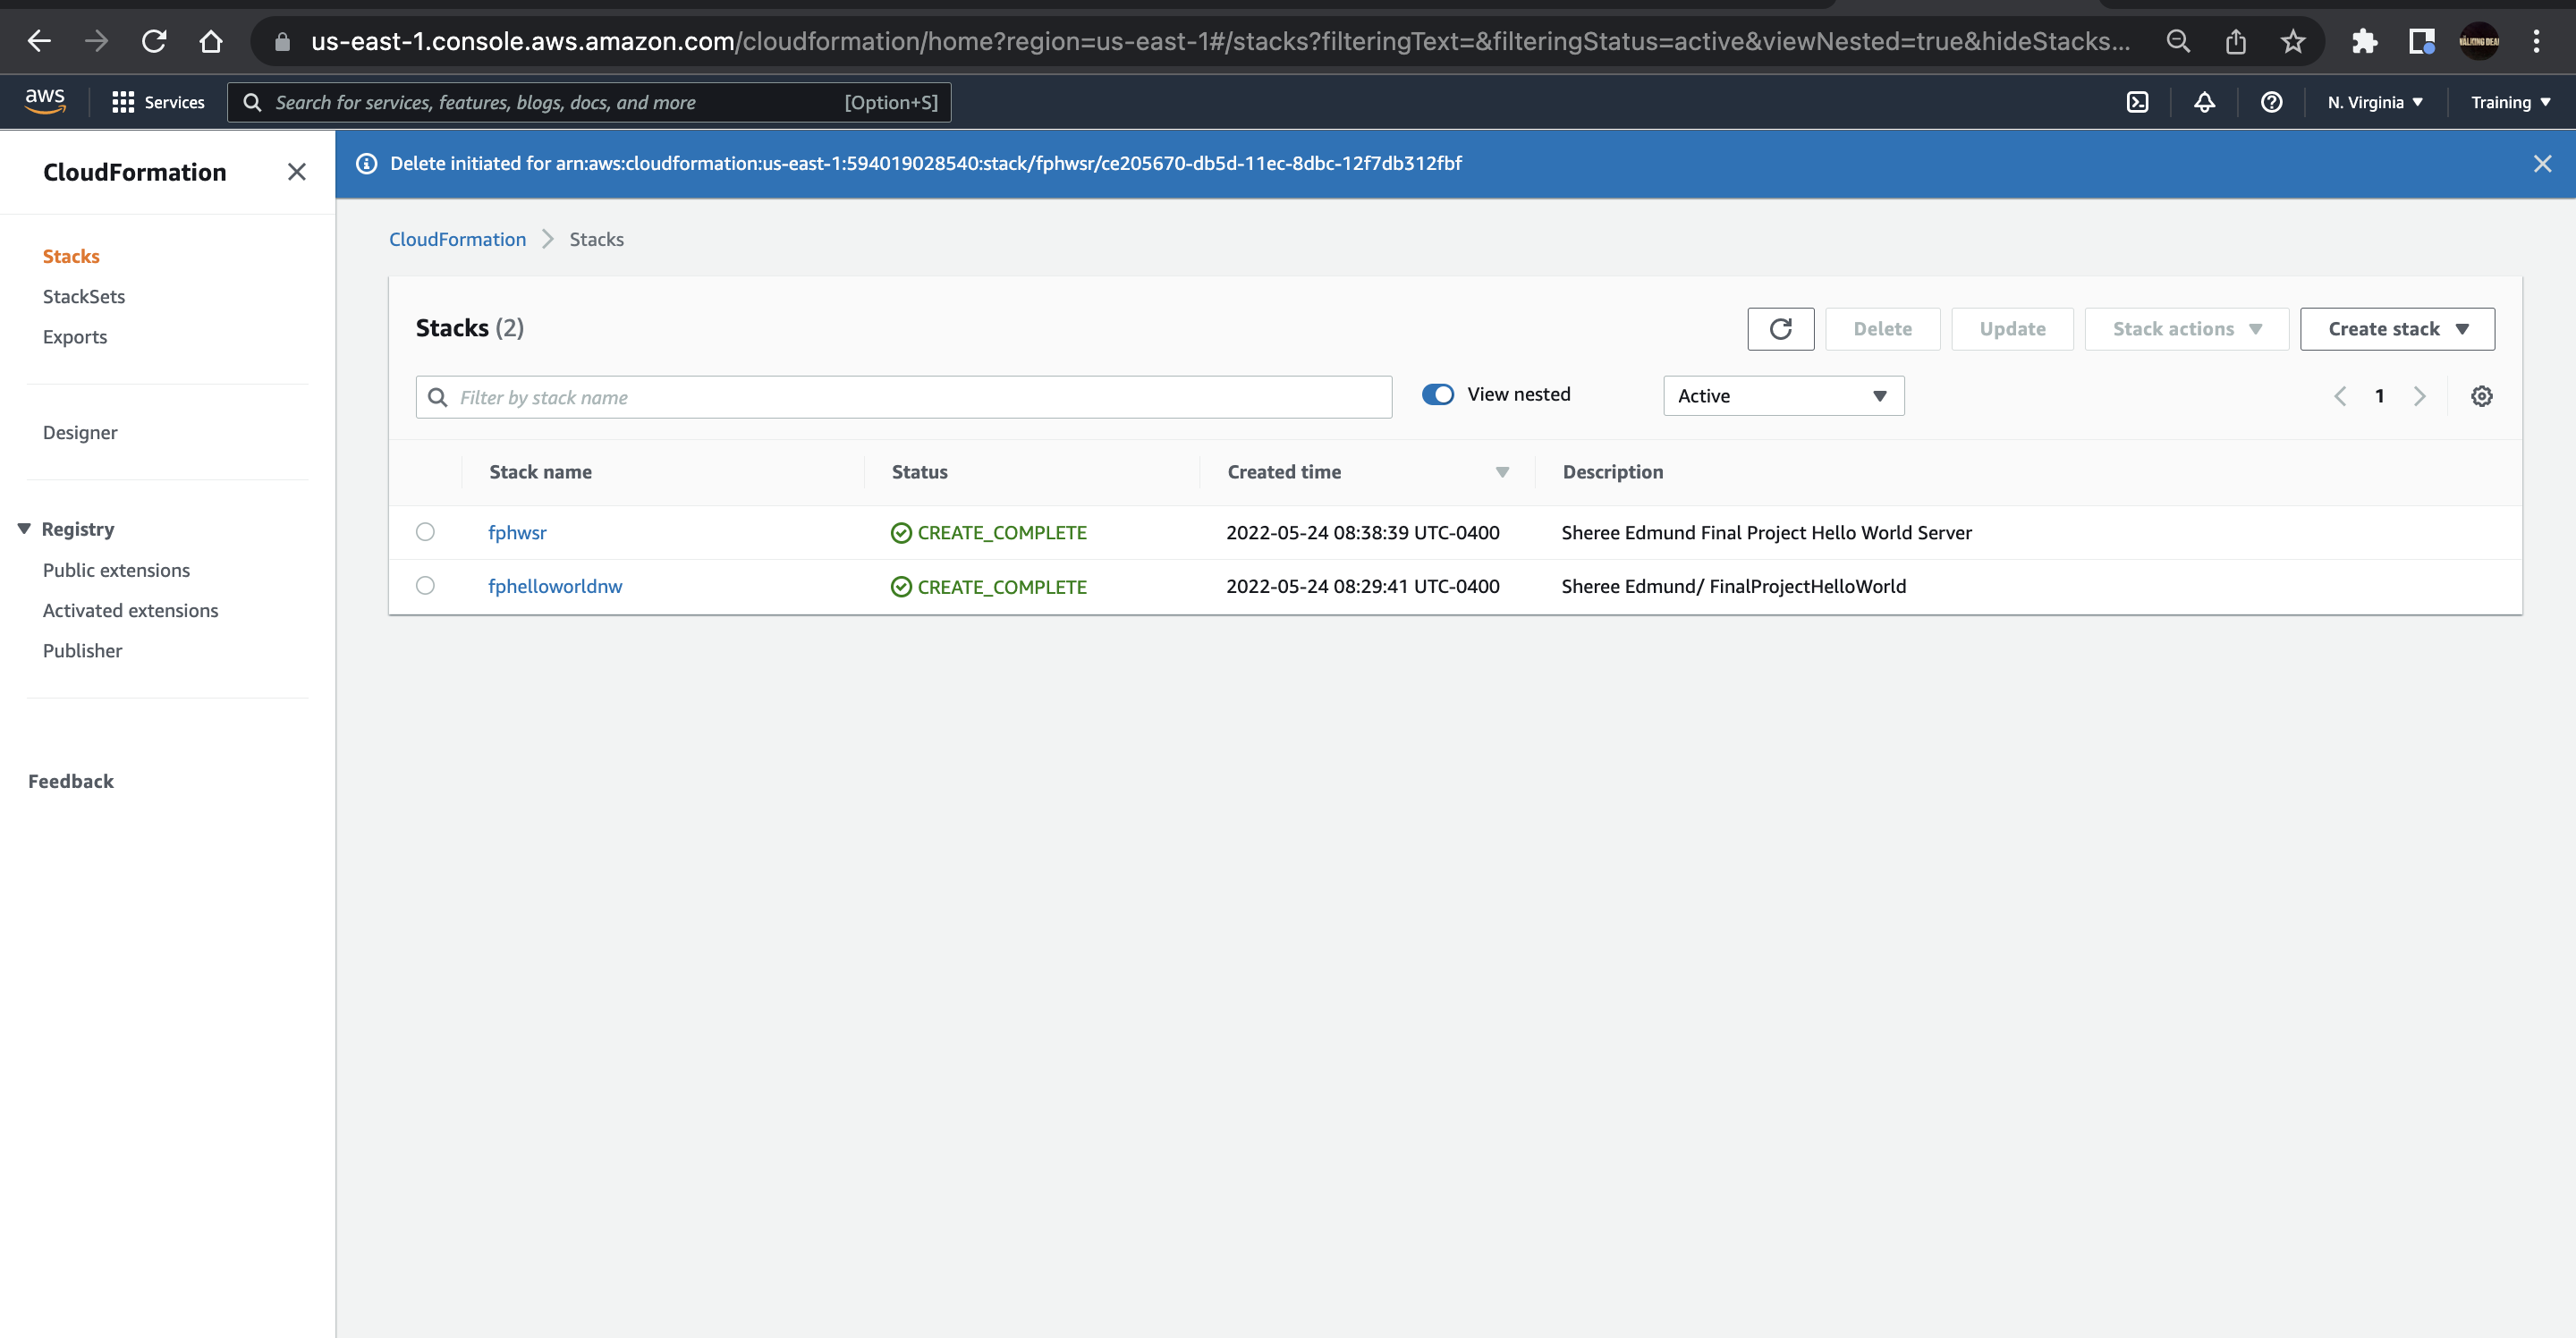 us-east-1.console.aws.amazon.com/cloudformation/home?region=us-east-1#/stacks?filteringText=&filteringStatus=active&viewNested=true&hideStacks...
aws
Services
Search for services, features, blogs, docs, and more
[Option+S]
N. Virginia
Training
CloudFormation
Delete initiated for arn:aws:cloudformation:us-east-1:594019028540:stack/fphwsr/ce205670-db5d-11ec-8dbc-12f7db312fbf
Stacks
StackSets
Exports
Designer
Registry
Public extensions
Activated extensions
Publisher
Feedback
CloudFormation > Stacks
Stacks (2)
Delete
Update
Stack actions
Create stack
Filter by stack name
View nested
Active
1
Stack name Status Created time Description
fphwsr CREATE_COMPLETE 2022-05-24 08:38:39 UTC-0400 Sheree Edmund Final Project Hello World Server
fphelloworldnw CREATE_COMPLETE 2022-05-24 08:29:41 UTC-0400 Sheree Edmund/ FinalProjectHelloWorld